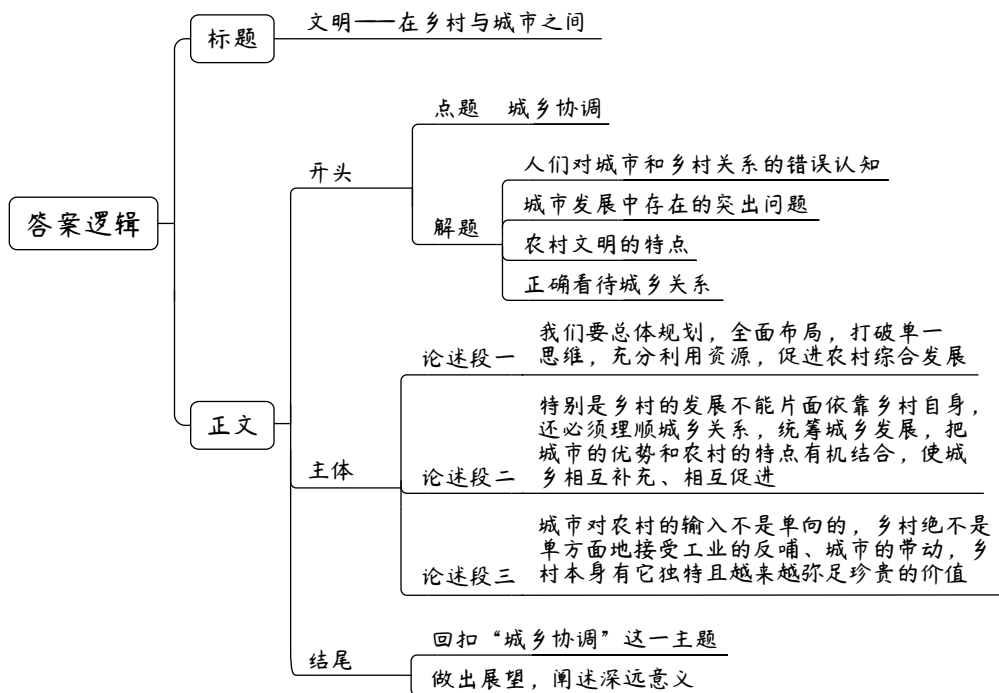 标题
文明——在乡村与城市之间
答案逻辑
正文
开头
点题 城乡协调
解题
人们对城市和乡村关系的错误认知
城市发展中存在的突出问题
农村文明的特点
正确看待城乡关系
主体
论述段一
我们要总体规划，全面布局，打破单一
思维，充分利用资源，促进农村综合发展
论述段二
特别是乡村的发展不能片面依靠乡村自身，
还必须理顺城乡关系，统筹城乡发展，把
城市的优势和农村的特点有机结合，使城
乡相互补充、相互促进
论述段三
城市对农村的输入不是单向的，乡村绝不是
单方面地接受工业的反哺、城市的带动，乡
村本身有它独特且越来越弥足珍贵的价值
结尾
回扣“城乡协调”这一主题
做出展望，阐述深远意义